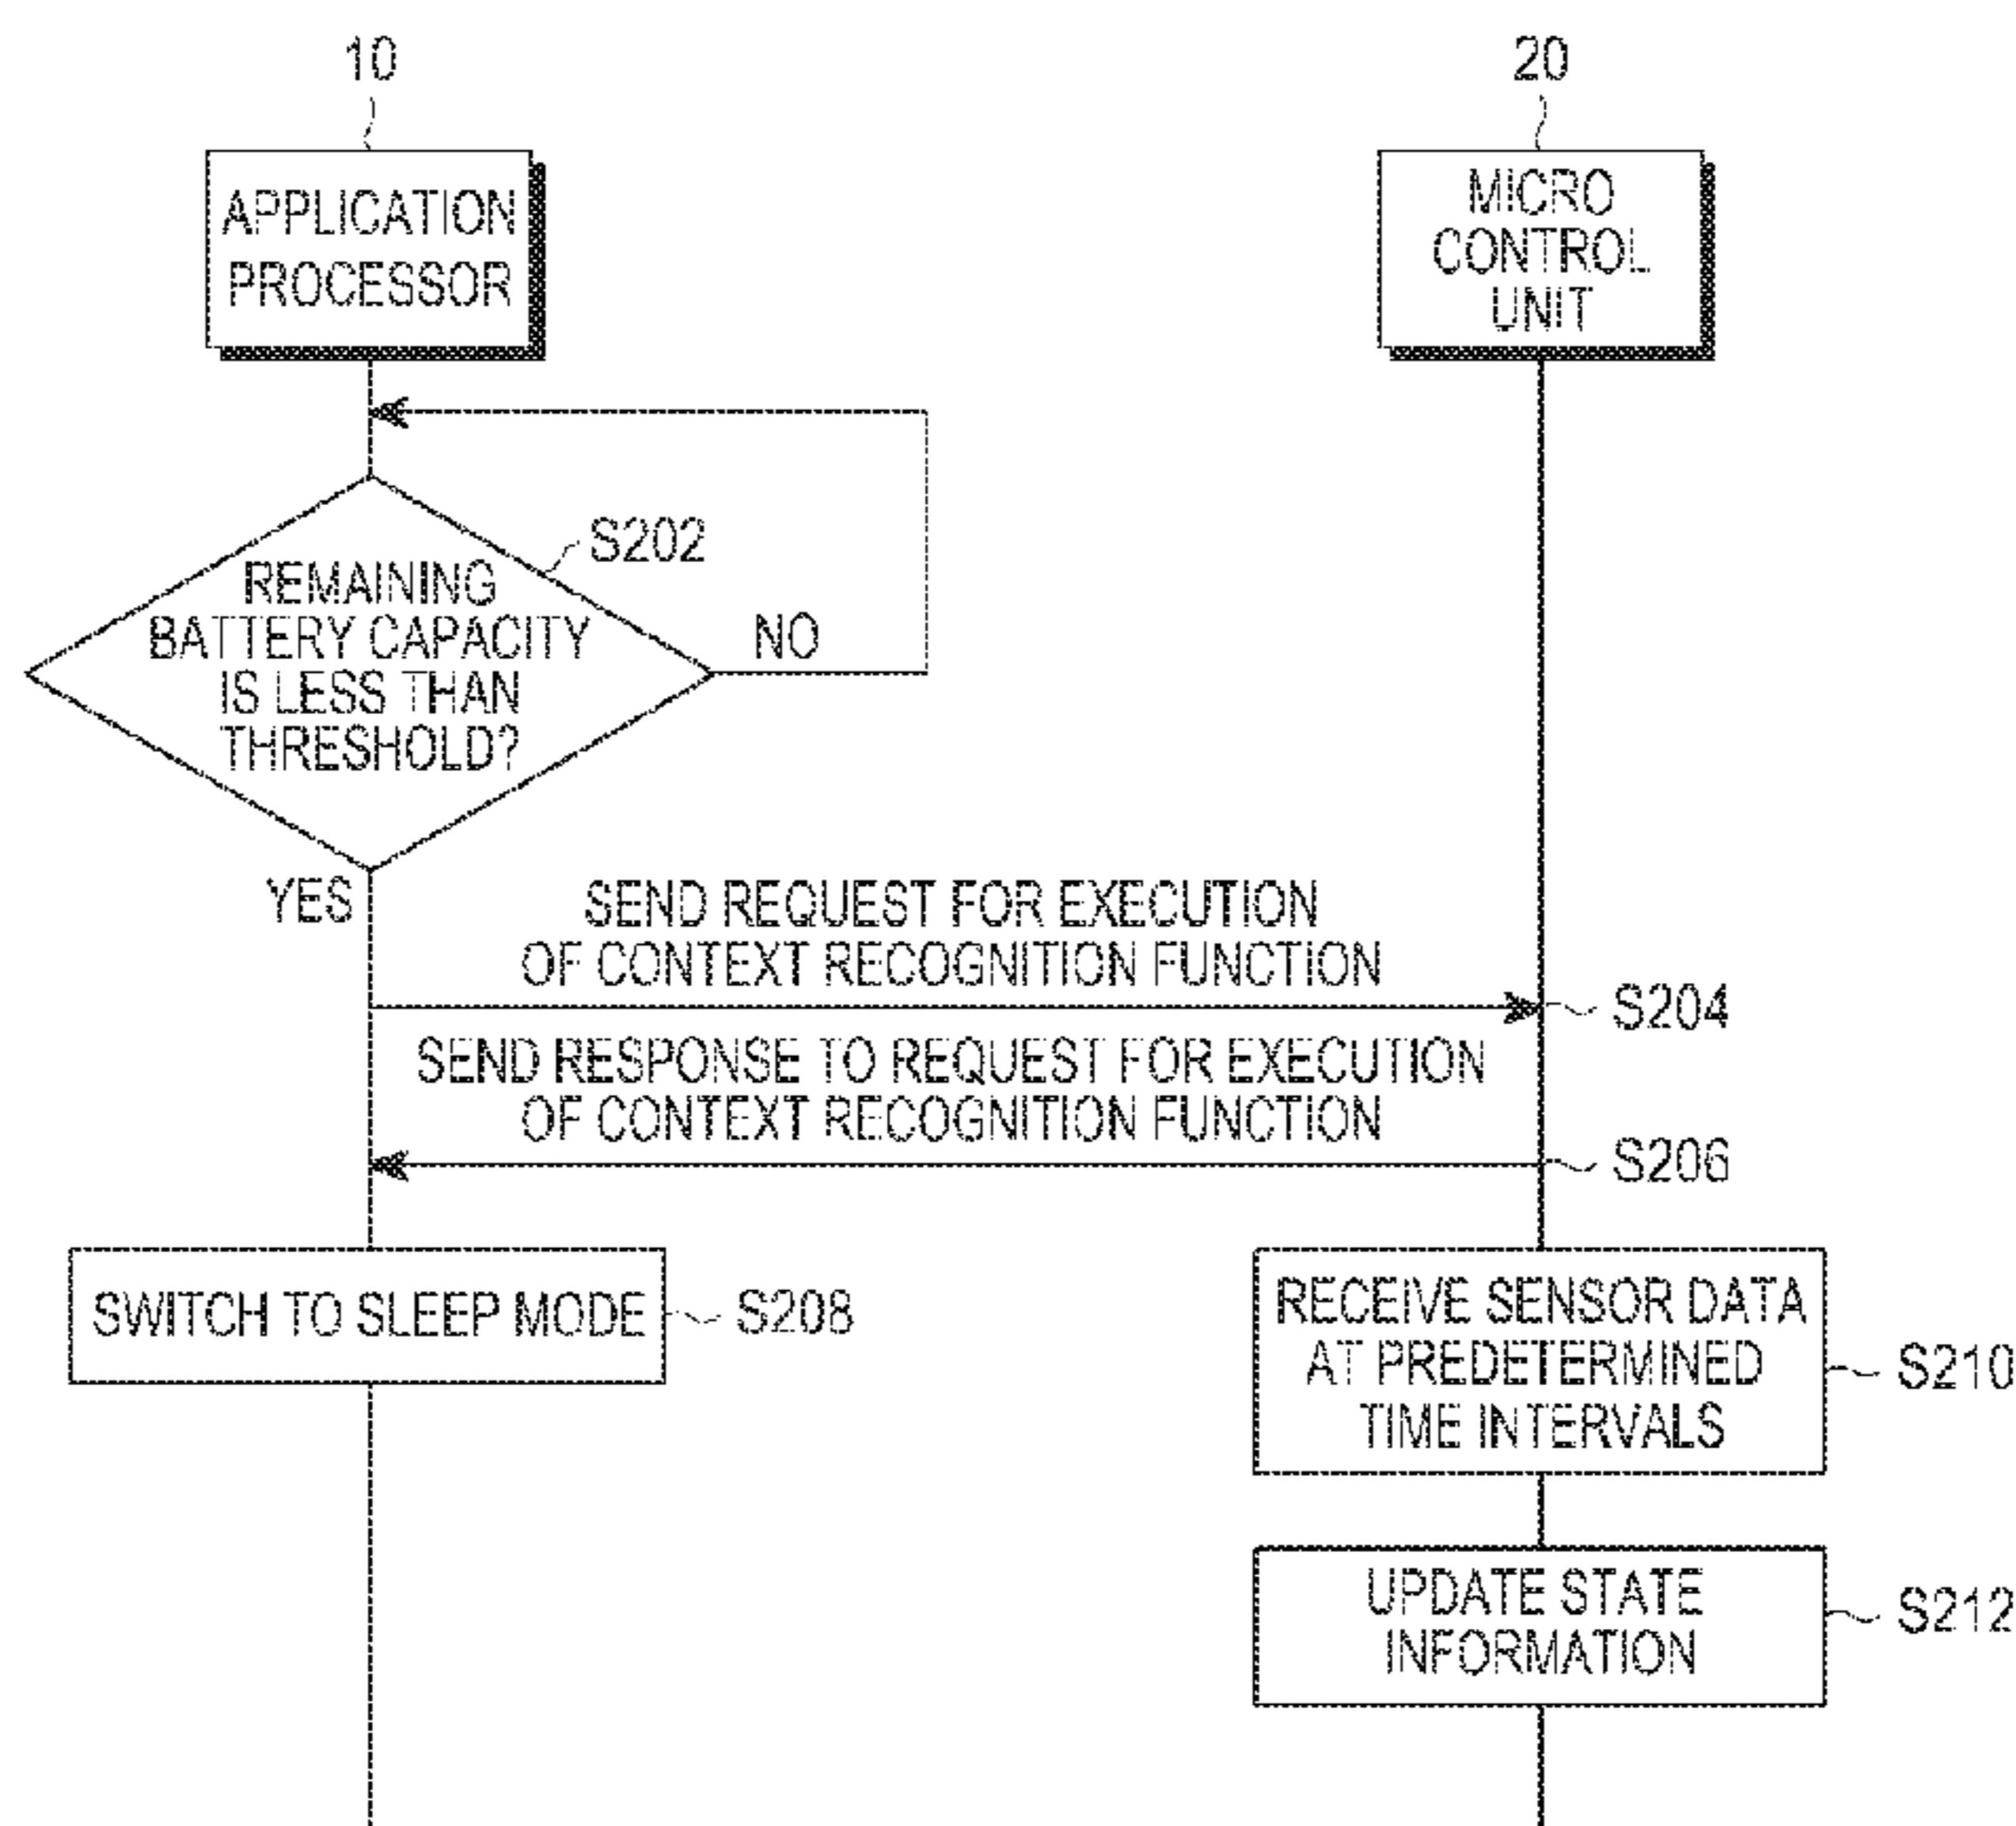 10
20
APPLICATION
PROCESSOR
MICRO
CONTROL
UNIT
S202
REMAINING
BATTERY CAPACITY
IS LESS THAN
THRESHOLD?
NO
YES
SEND REQUEST FOR EXECUTION
OF CONTEXT RECOGNITION FUNCTION
S204
SEND RESPONSE TO REQUEST FOR EXECUTION
OF CONTEXT RECOGNITION FUNCTION
S206
SWITCH TO SLEEP MODE
S208
RECEIVE SENSOR DATA
AT PREDETERMINED
TIME INTERVALS
S210
UPDATE STATE
INFORMATION
S212